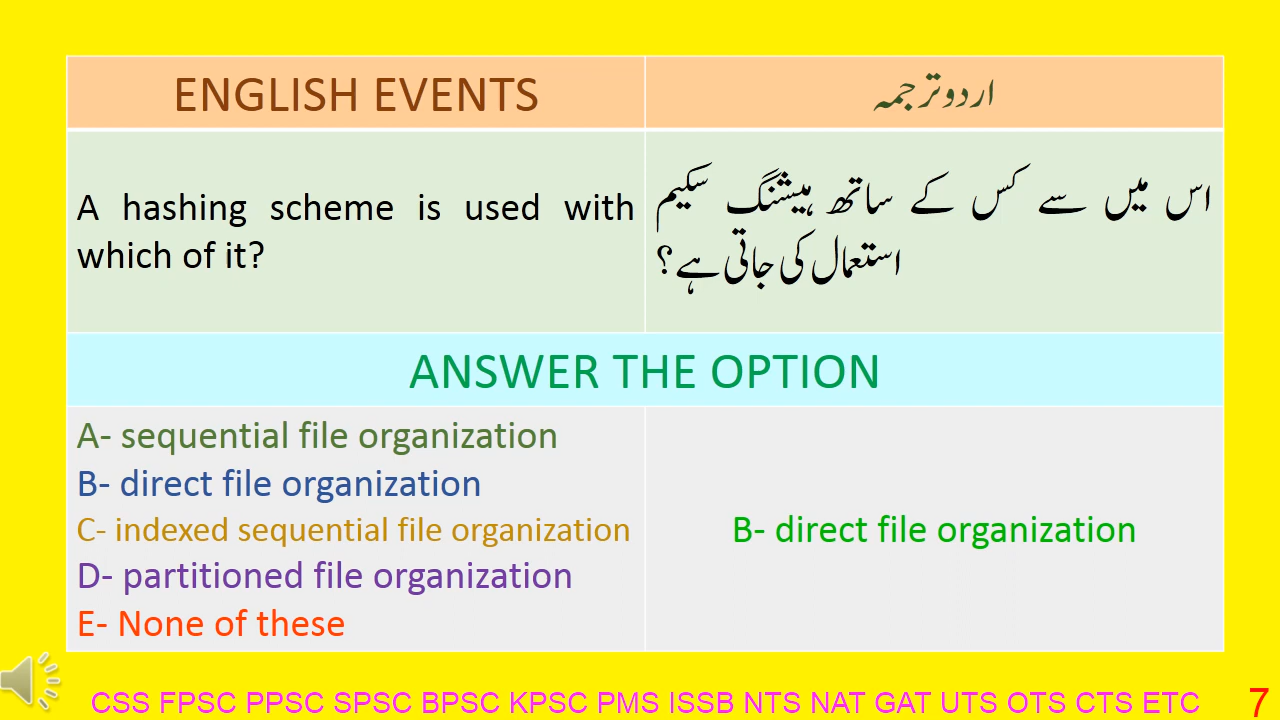 ENGLISH EVENTS
اردو ترجمہ
A hashing scheme is used with
which of it?
اس میں سے کس کے ساتھ ہیشنگ سکیم
استعمال کی جاتی ہے؟
ANSWER THE OPTION
A- sequential file organization
B- direct file organization
C- indexed sequential file organization
D- partitioned file organization
E- None of these
B- direct file organization
CSS FPSC PPSC SPSC BPSC KPSC PMS ISSB NTS NAT GAT UTS OTS CTS ETC
7